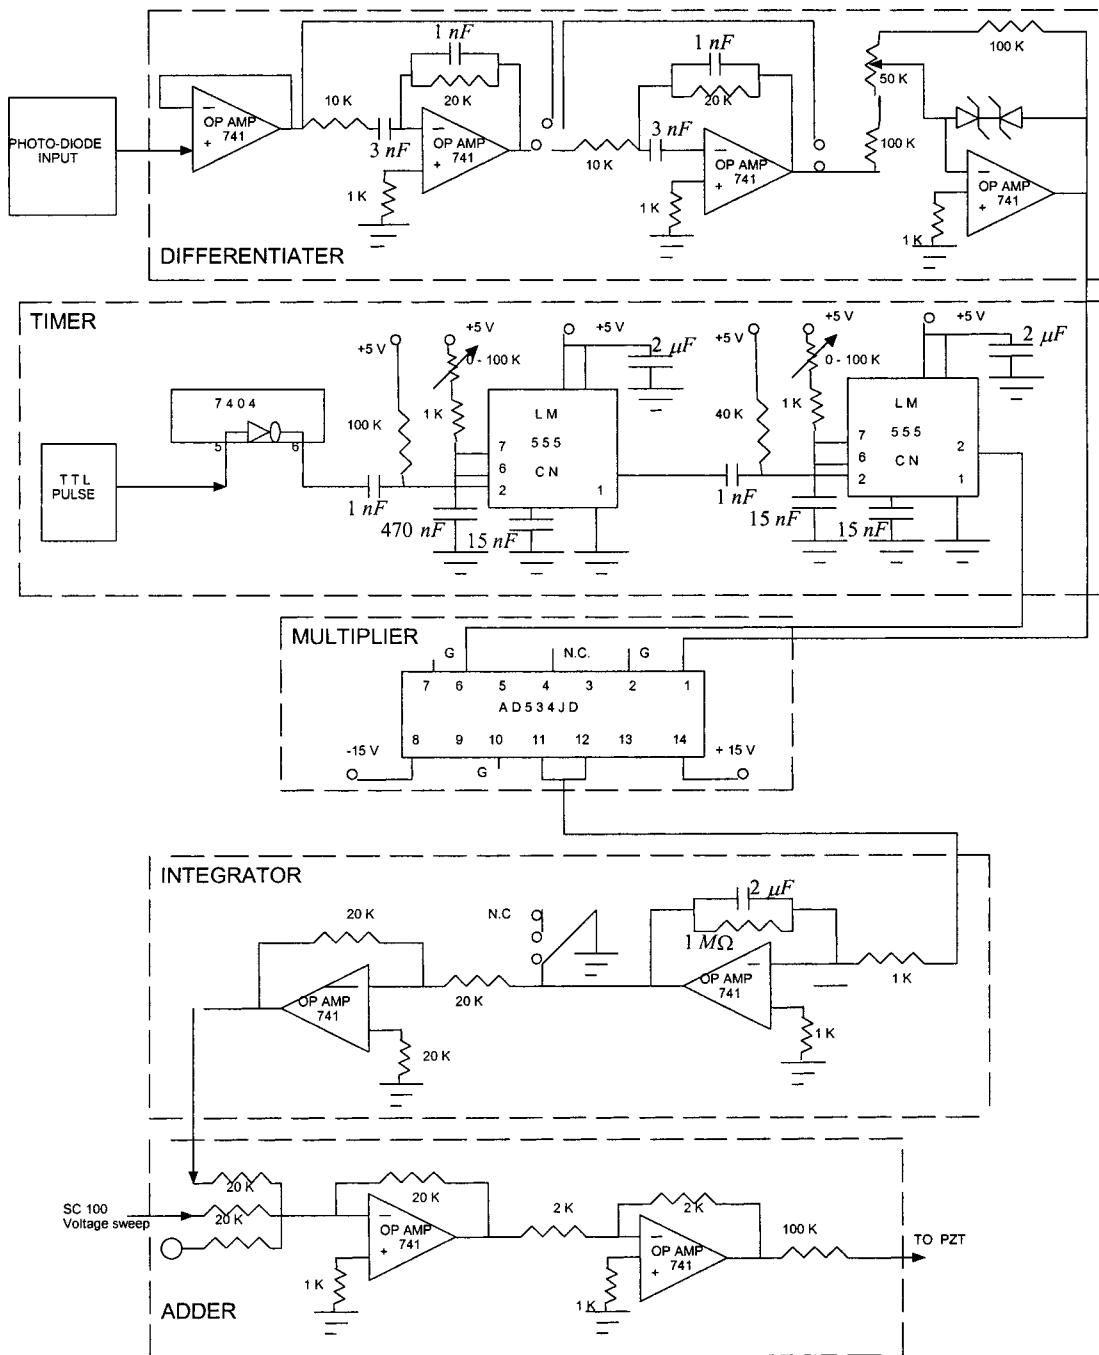 1 nF
1 nF
100 K
50 K
PHOTO-DIODE
INPUT
OP AMP
741
10 K
3 nF
20 K
OP AMP
741
1 K
10 K
3 nF
20 K
OP AMP
741
1 K
100 K
OP AMP
741
1 K
DIFFERENTIATER
TIMER
TTL
PULSE
7404
5
6
1 nF
+5 V
100 K
+5 V
0 - 100 K
1 K
470 nF
15 nF
+5 V
2 µF
LM
555
CN
7
6
2
1
1 nF
+5 V
40 K
+5 V
0 - 100 K
1 K
15 nF
15 nF
+5 V
2 µF
LM
555
CN
7
6
2
2
1
MULTIPLIER
G
N.C.
G
7 6 5 4 3 2 1
AD534JD
8 9 10 11 12 13 14
-15 V
G
+ 15 V
INTEGRATOR
20 K
N.C
2 µF
1 MΩ
1 K
OP AMP
741
20 K
OP AMP
741
1 K
20 K
SC 100
Voltage sweep
20 K
20 K
20 K
OP AMP
741
1 K
2 K
2 K
OP AMP
741
1 K
100 K
TO PZT
ADDER